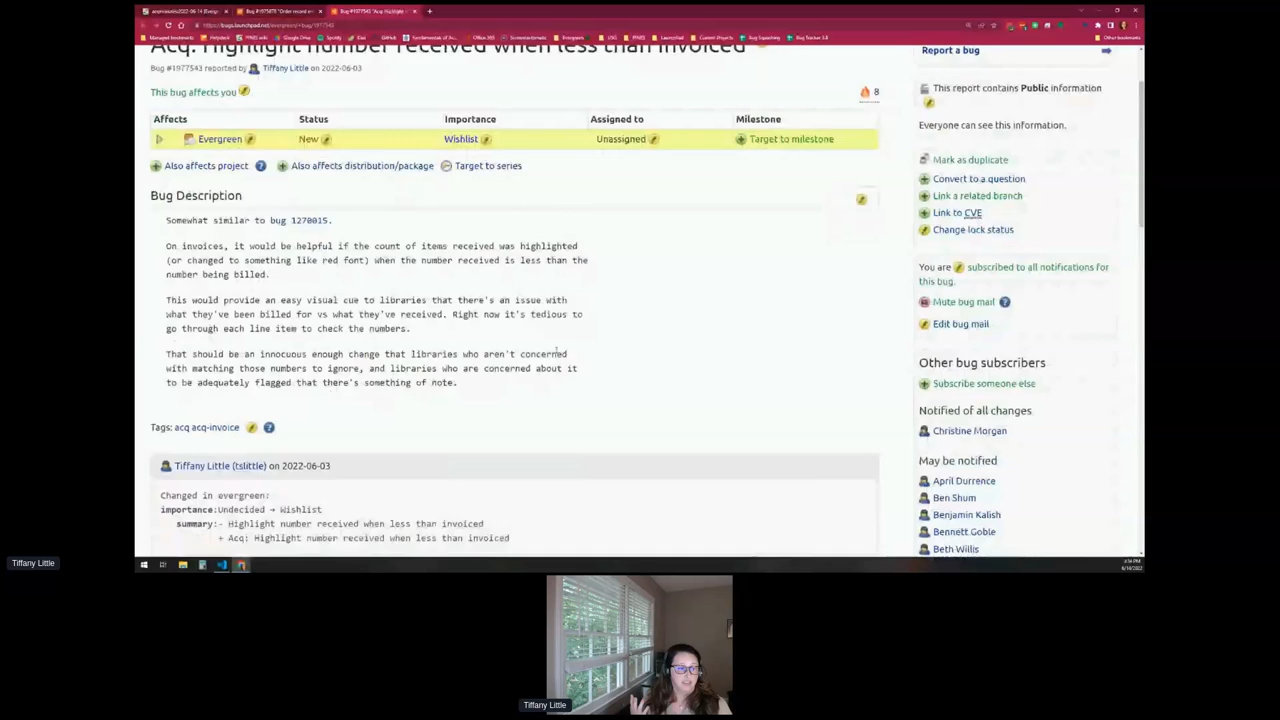 https://bugs.launchpad.net/evergreen/+bug/1977543
Acq: Highlight number received when less than invoiced
Bug #1977543 reported by Tiffany Little on 2022-06-03
This bug affects you
8
Affects Status Importance Assigned to Milestone
Evergreen New Wishlist Unassigned Target to milestone
Also affects project Also affects distribution/package Target to series
Bug Description
Somewhat similar to bug 1270015.
On invoices, it would be helpful if the count of items received was highlighted
(or changed to something like red font) when the number received is less than the
number being billed.
This would provide an easy visual cue to libraries that there's an issue with
what they've been billed for vs what they've received. Right now it's tedious to
go through each line item to check the numbers.
That should be an innocuous enough change that libraries who aren't concerned
with matching those numbers to ignore, and libraries who are concerned about it
to be adequately flagged that there's something of note.
Tags: acq acq-invoice
Tiffany Little (tslittle) on 2022-06-03
Changed in evergreen:
importance: Undecided → Wishlist
summary: - Highlight number received when less than invoiced
+ Acq: Highlight number received when less than invoiced
Report a bug
This report contains Public information
Everyone can see this information.
Mark as duplicate
Convert to a question
Link a related branch
Link to CVE
Change lock status
You are subscribed to all notifications for
this bug.
Mute bug mail
Edit bug mail
Other bug subscribers
Subscribe someone else
Notified of all changes
Christine Morgan
May be notified
April Durrence
Ben Shum
Benjamin Kalish
Bennett Goble
Beth Willis
Tiffany Little
Tiffany Little